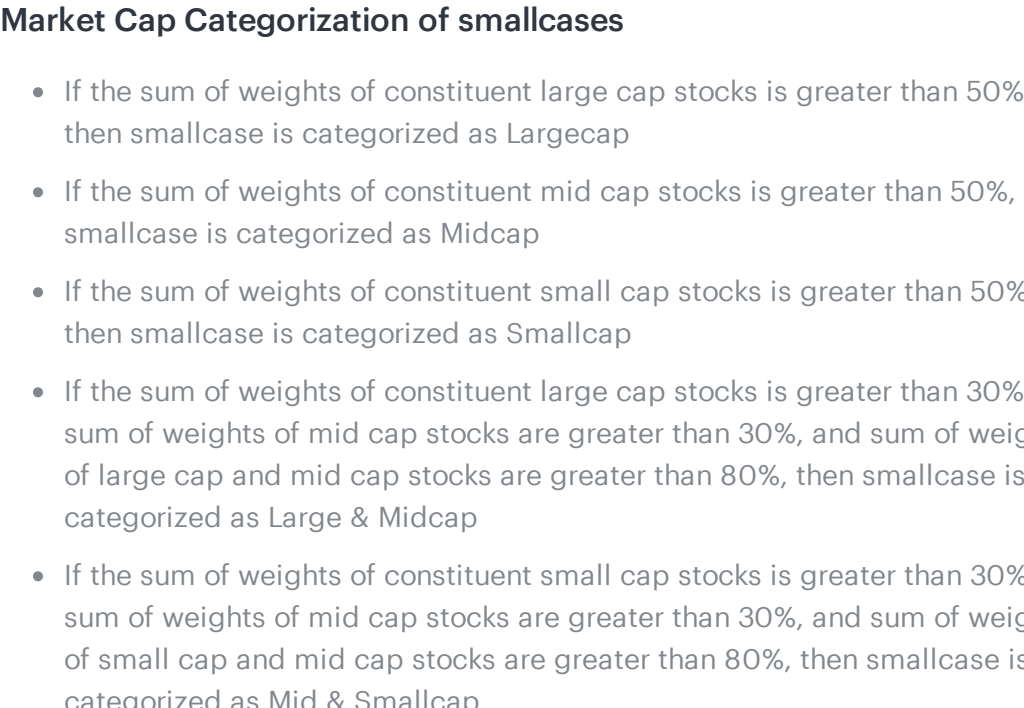 Market Cap Categorization of smallcases
If the sum of weights of constituent large cap stocks is greater than 50%
then smallcase is categorized as Largecap
If the sum of weights of constituent mid cap stocks is greater than 50%,
smallcase is categorized as Midcap
If the sum of weights of constituent small cap stocks is greater than 50%
then smallcase is categorized as Smallcap
If the sum of weights of constituent large cap stocks is greater than 30%
sum of weights of mid cap stocks are greater than 30%, and sum of weig
of large cap and mid cap stocks are greater than 80%, then smallcase is
categorized as Large & Midcap
If the sum of weights of constituent small cap stocks is greater than 30%
sum of weights of mid cap stocks are greater than 30%, and sum of weig
of small cap and mid cap stocks are greater than 80%, then smallcase is
categorized as Mid & Smallcap